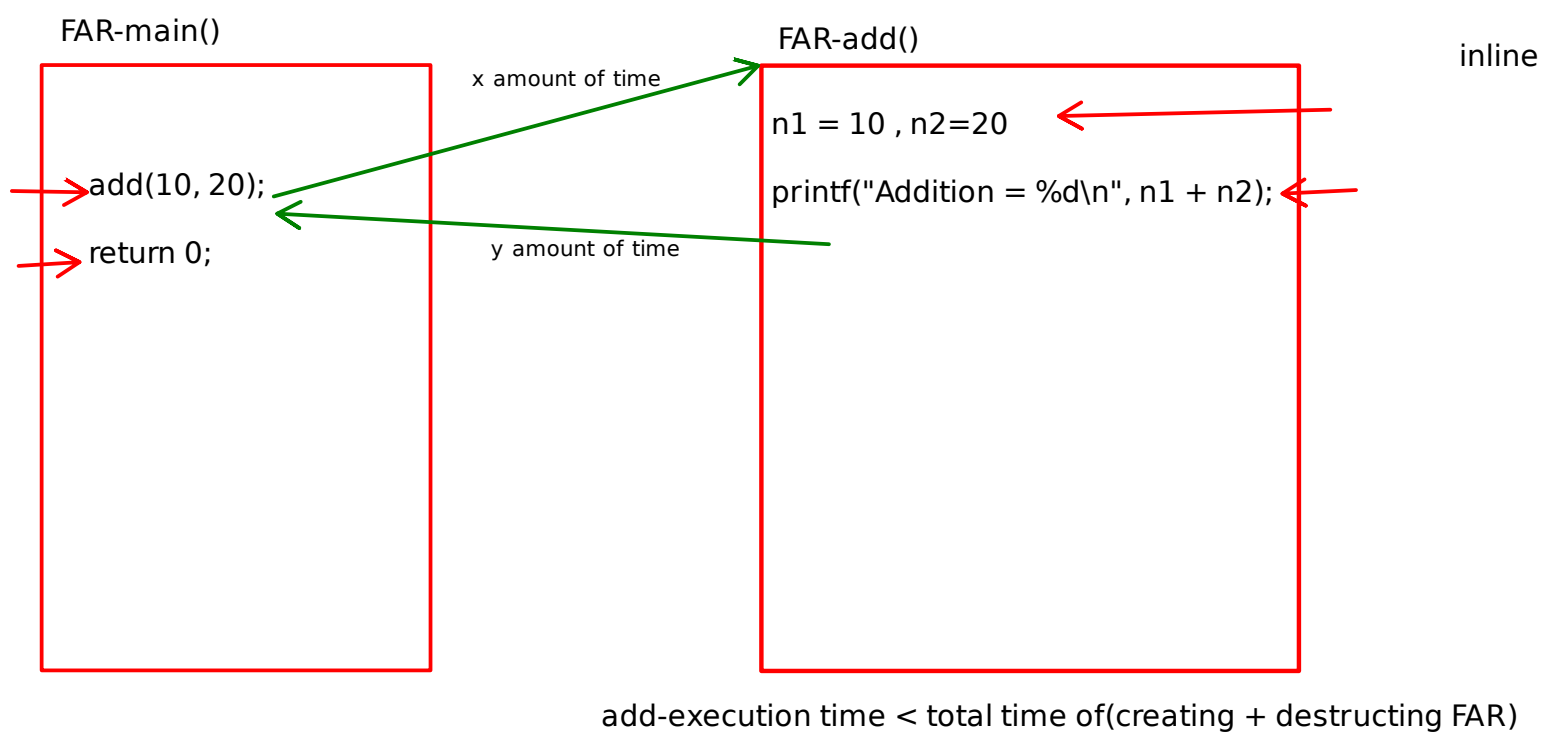 FAR-main()
FAR-add()
inline
x amount of time
n1 = 10 , n2=20
add(10, 20);
printf("Addition = %d\n", n1 + n2);
return 0;
y amount of time
add-execution time < total time of(creating + destructing FAR)